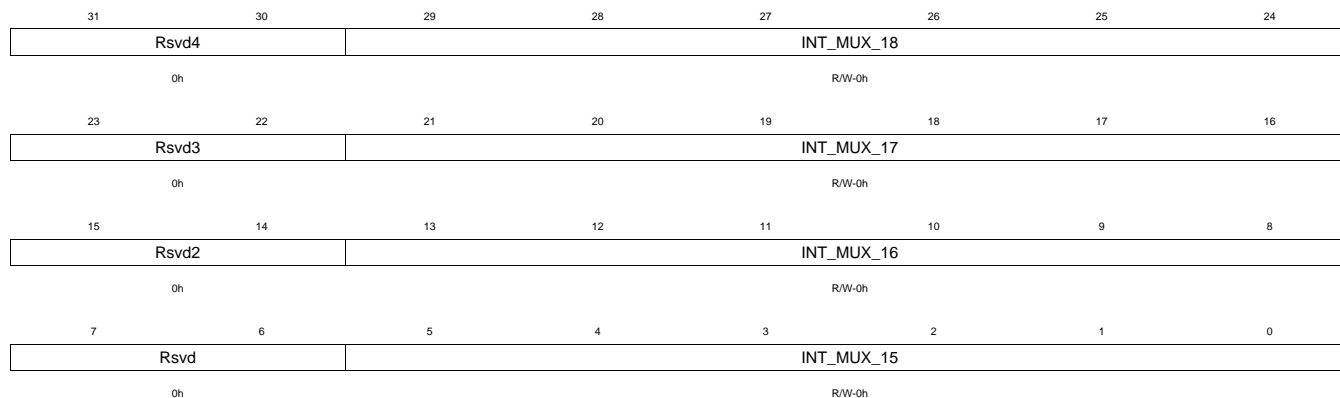 31 30 29 28 27 26 25 24
Rsvd4 INT_MUX_18
0h R/W-0h
23 22 21 20 19 18 17 16
Rsvd3 INT_MUX_17
0h R/W-0h
15 14 13 12 11 10 9 8
Rsvd2 INT_MUX_16
0h R/W-0h
7 6 5 4 3 2 1 0
Rsvd INT_MUX_15
0h R/W-0h